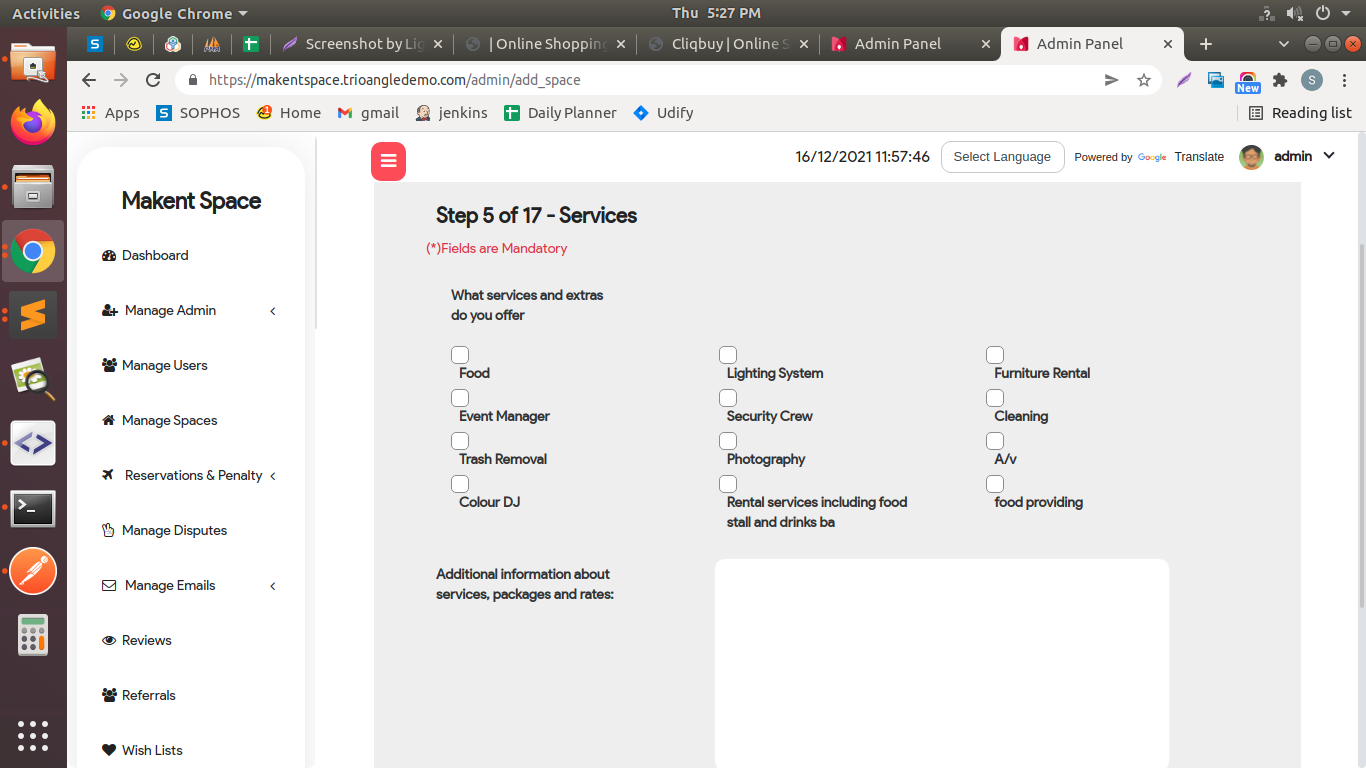 Activities
Google Chrome
Thu 5:27 PM
Screenshot by Lig
| Online Shopping
Cliqbuy | Online S
Admin Panel
Admin Panel
https://makentspace.trioangledemo.com/admin/add_space
New
S
Apps
SOPHOS
Home
gmail
jenkins
Daily Planner
Udify
Reading list
16/12/2021 11:57:46
Select Language
Powered by Google Translate
admin
Makent Space
Dashboard
Manage Admin
Manage Users
Manage Spaces
Reservations & Penalty
Manage Disputes
Manage Emails
Reviews
Referrals
Wish Lists
Step 5 of 17 - Services
(*)Fields are Mandatory
What services and extras
do you offer
Food
Lighting System
Furniture Rental
Event Manager
Security Crew
Cleaning
Trash Removal
Photography
A/v
Colour DJ
Rental services including food
stall and drinks ba
food providing
Additional information about
services, packages and rates: